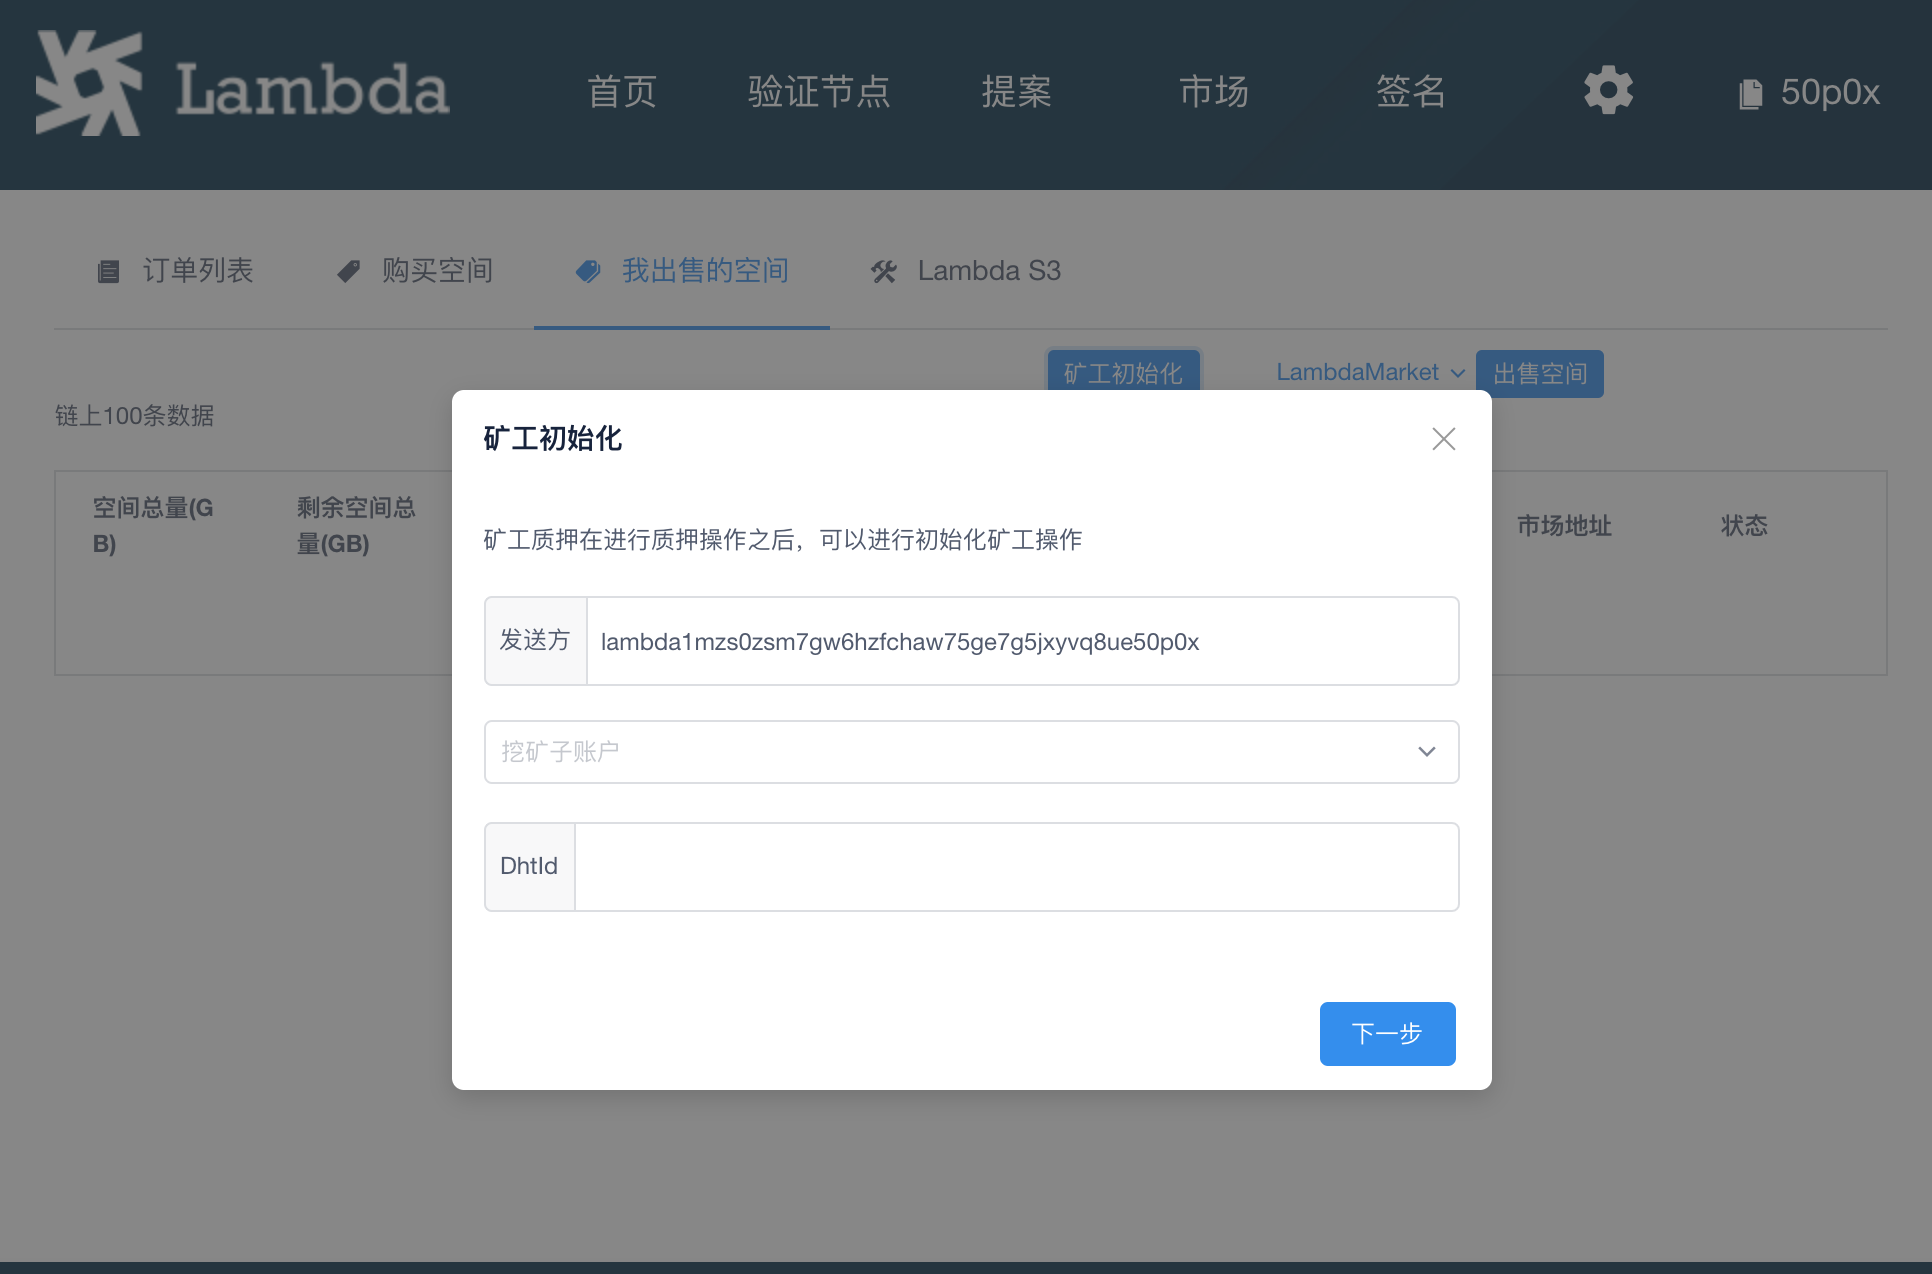 Lambda
首页
验证节点
提案
市场
签名
50p0x
订单列表
购买空间
我出售的空间
Lambda S3
矿工初始化
LambdaMarket
出售空间
链上100条数据
空间总量(G
B)
剩余空间总
量(GB)
市场地址
状态
矿工初始化
矿工质押在进行质押操作之后，可以进行初始化矿工操作
发送方
lambda1mzs0zsm7gw6hzfchaw75ge7g5jxyvq8ue50p0x
挖矿子账户
DhtId
下一步